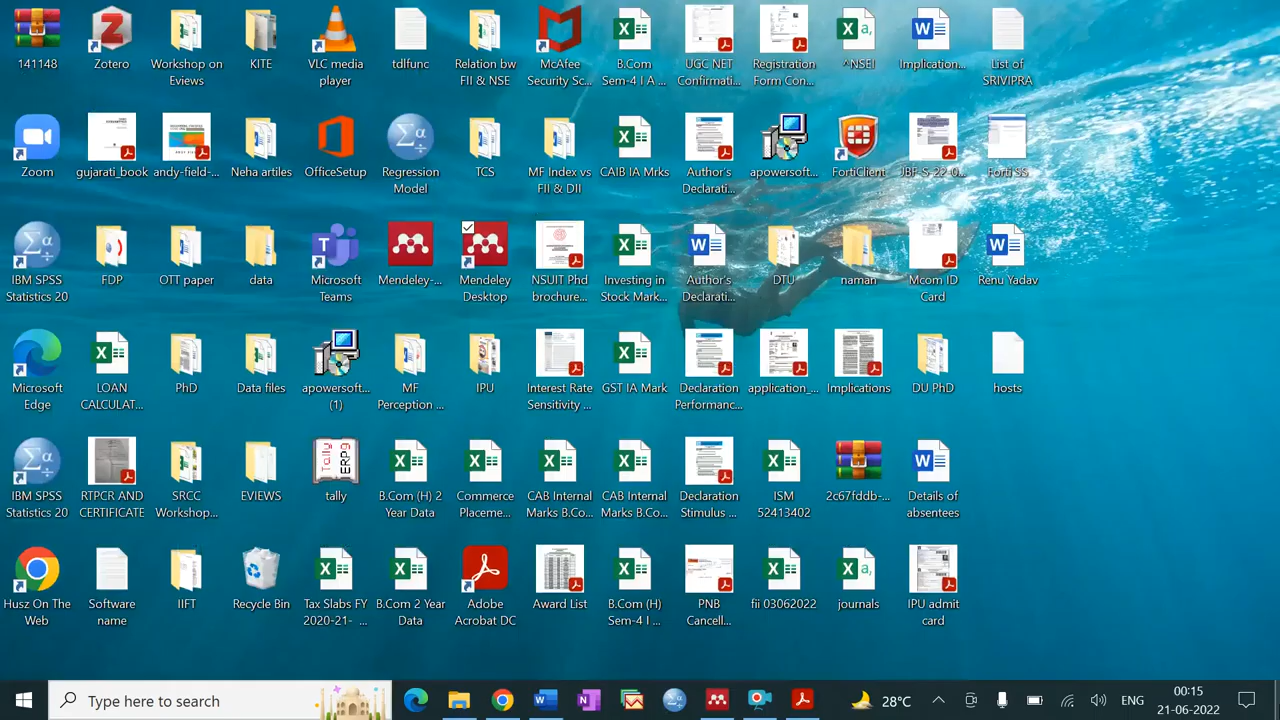 141148
Zotero
Workshop on
Eviews
KITE
VLC media
player
tdlfunc
Relation bw
FII & NSE
McAfee
Security Sc...
B.Com
Sem-4 I A ...
UGC NET
Confirmati...
Registration
Form Con...
^NSEI
Implication...
List of
SRIVIPRA
Zoom
gujarati_book
andy-field-...
Neha artiles
OfficeSetup
Regression
Model
TCS
MF Index vs
FII & DII
CAIB IA Mrks
Author's
Declarati...
apowersoft...
FortiClient
JBF-S-22-0...
Forti SS
IBM SPSS
Statistics 20
FDP
OTT paper
data
Microsoft
Teams
Mendeley-...
Mendeley
Desktop
NSUIT Phd
brochure...
Investing in
Stock Mark...
Author's
Declarati...
DTU
naman
Mcom ID
Card
Renu Yadav
Microsoft
Edge
LOAN
CALCULAT...
PhD
Data files
apowersoft...
(1)
MF
Perception ...
IPU
Interest Rate
Sensitivity ...
GST IA Mark
Declaration
Performanc...
application_...
Implications
DU PhD
hosts
IBM SPSS
Statistics 20
RTPCR AND
CERTIFICATE
SRCC
Workshop...
EVIEWS
Tally
ERP9
tally
B.Com (H) 2
Year Data
Commerce
Placeme...
CAB Internal
Marks B.Co...
CAB Internal
Marks B.Co...
Declaration
Stimulus ...
ISM
52413402
2c67fddb-...
Details of
absentees
Husz On The
Web
Software
name
IIFT
Recycle Bin
Tax Slabs FY
2020-21- ...
B.Com 2 Year
Data
Adobe
Acrobat DC
Award List
B.Com (H)
Sem-4 I ...
PNB
Cancell...
fii 03062022
journals
IPU admit
card
Type here to search
28°C
ENG
00:15
21-06-2022